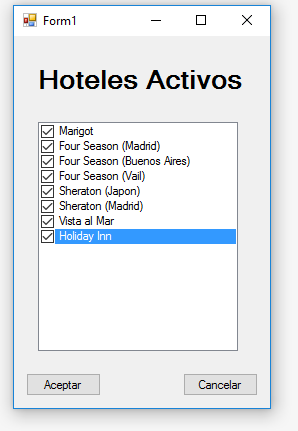 Form1
Hoteles Activos
Marigot
Four Season (Madrid)
Four Season (Buenos Aires)
Four Season (Vail)
Sheraton (Japon)
Sheraton (Madrid)
Vista al Mar
Holiday Inn
Aceptar
Cancelar